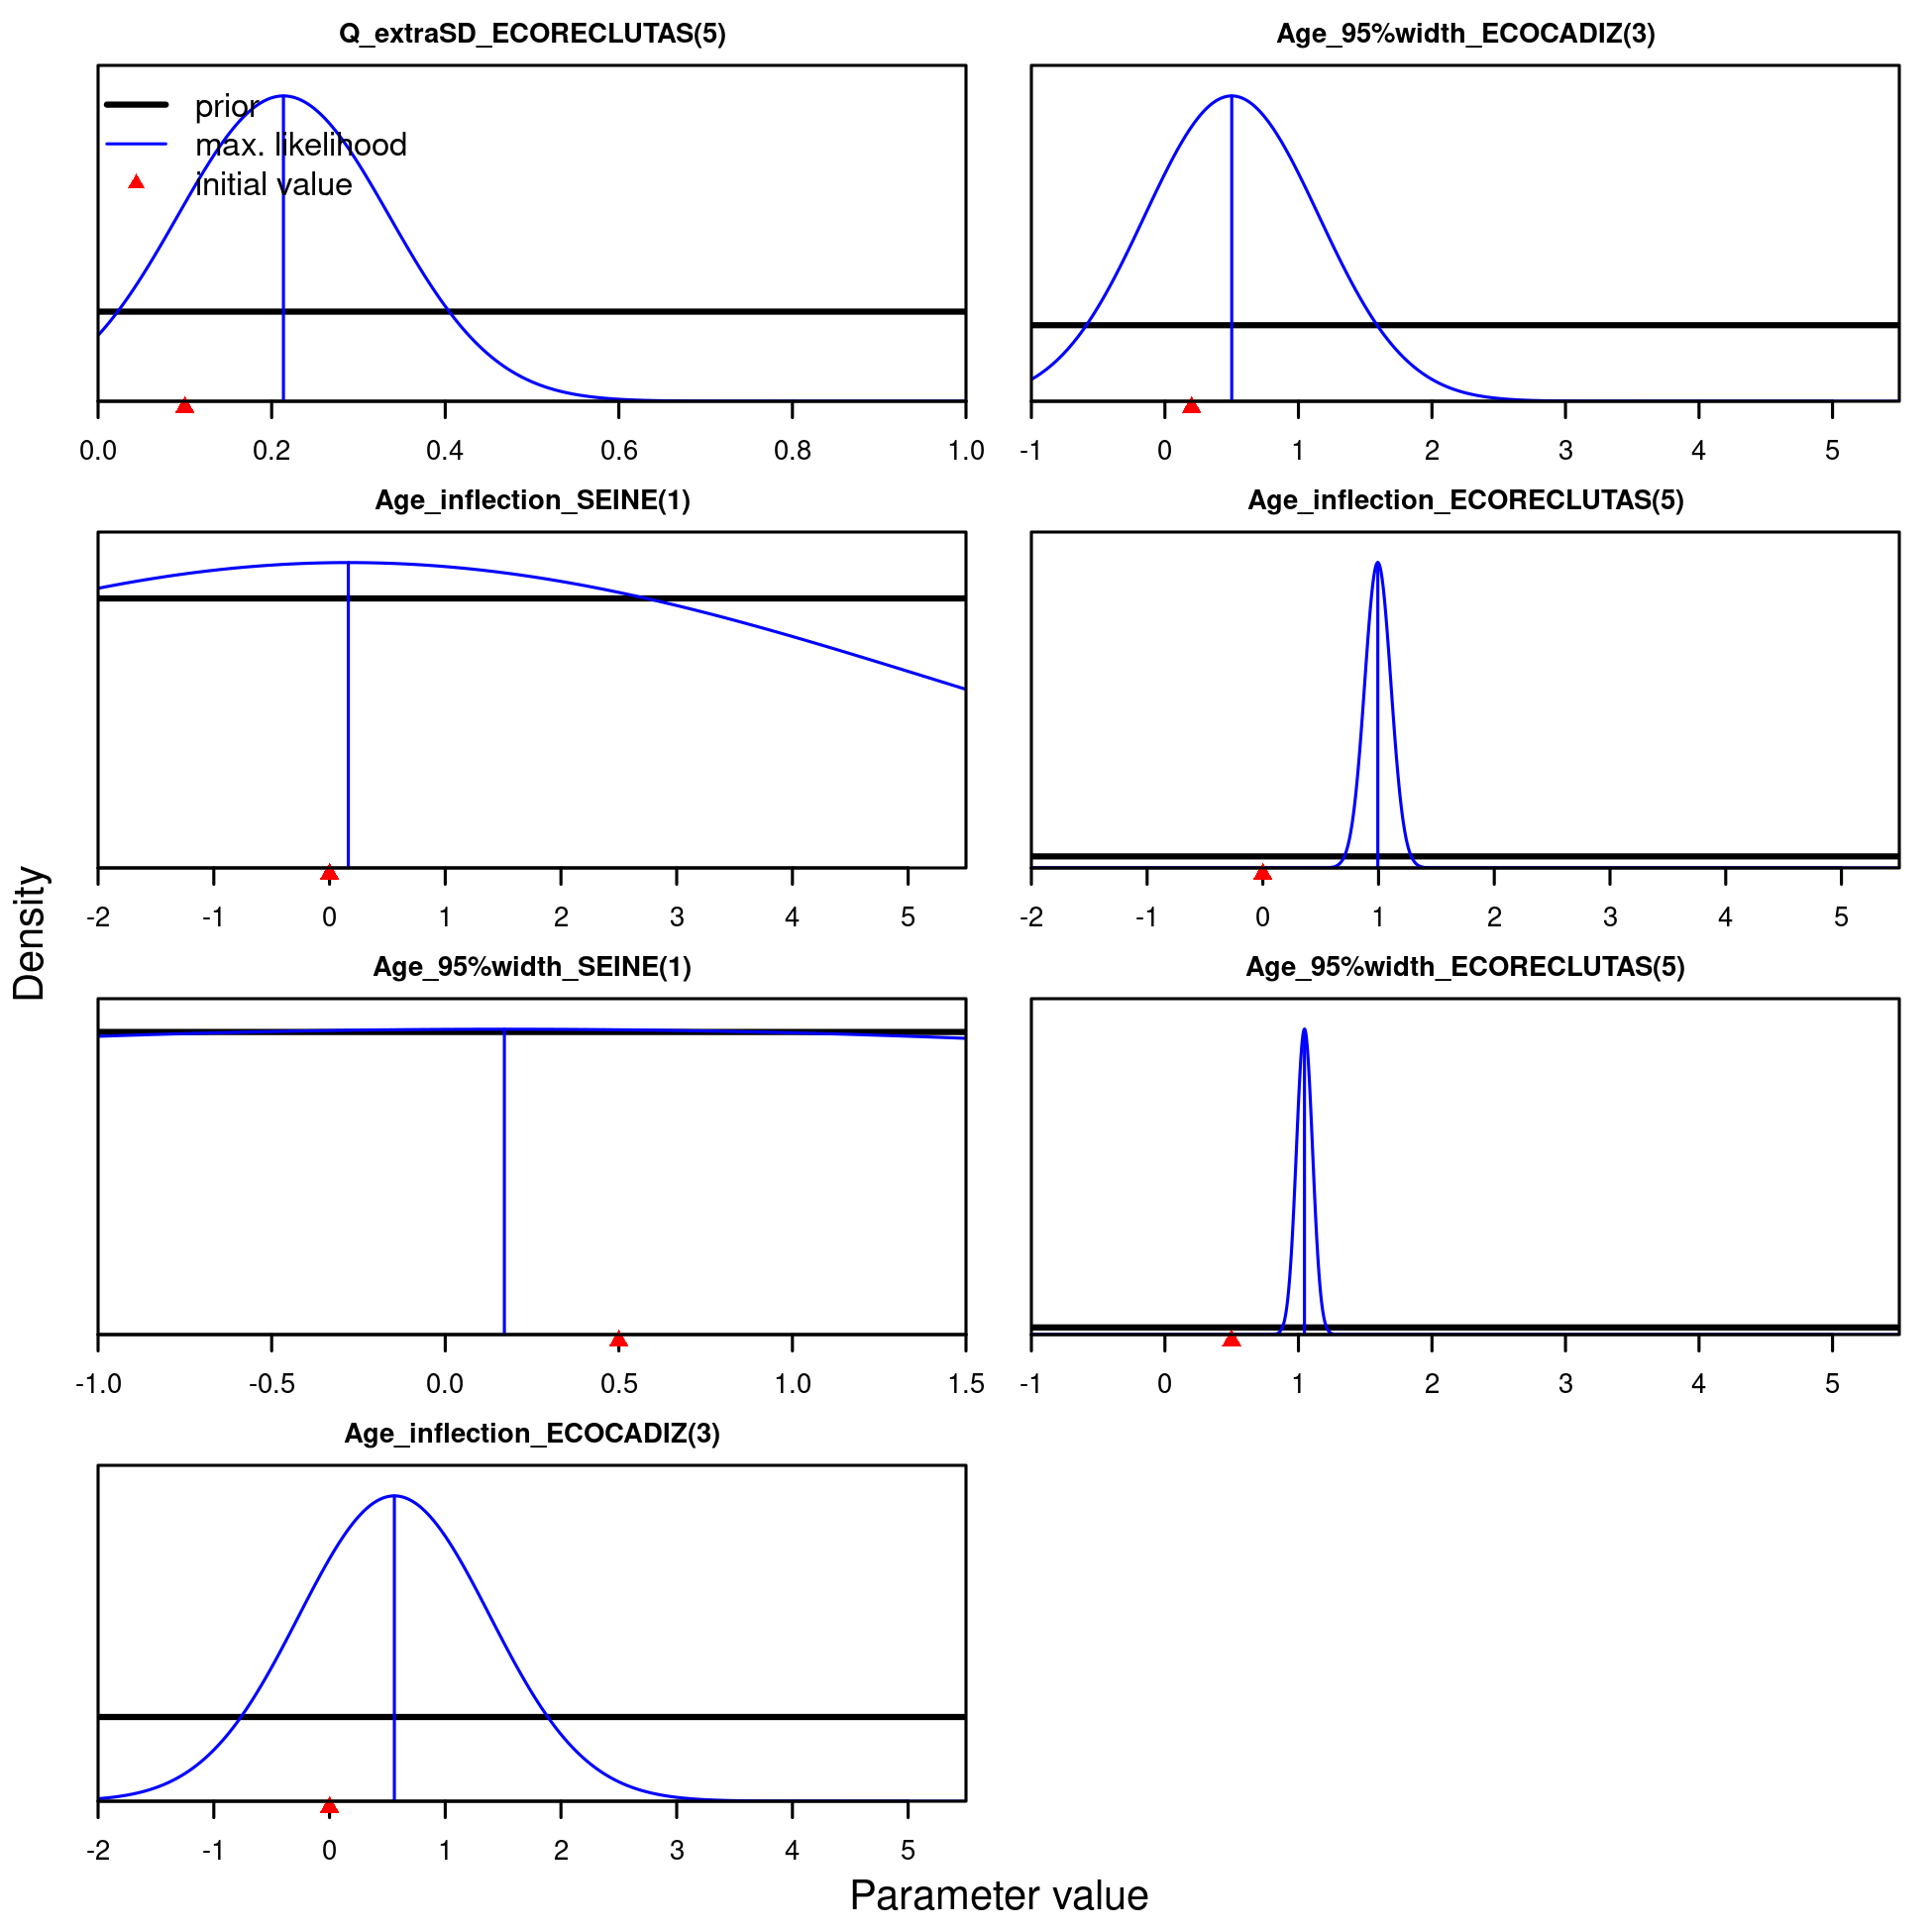 Q_extraSD_ECORECLUTAS(5)
prior
max. likelihood
initial value
0.0 0.2 0.4 0.6 0.8 1.0
Age_95%width_ECOCADIZ(3)
-1 0 1 2 3 4 5
Age_inflection_SEINE(1)
-2 -1 0 1 2 3 4 5
Age_inflection_ECORECLUTAS(5)
-2 -1 0 1 2 3 4 5
Age_95%width_SEINE(1)
-1.0 -0.5 0.0 0.5 1.0 1.5
Age_95%width_ECORECLUTAS(5)
-1 0 1 2 3 4 5
Age_inflection_ECOCADIZ(3)
-2 -1 0 1 2 3 4 5
Density
Parameter value